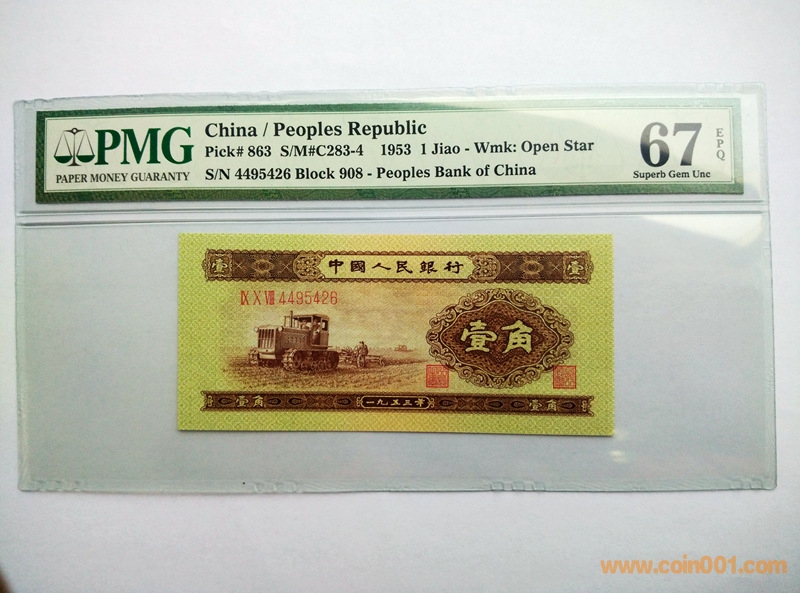 PMG
PAPER MONEY GUARANTY
China / Peoples Republic
Pick# 863 S/M#C283-4 1953 1 Jiao - Wmk: Open Star
S/N 4495426 Block 908 - Peoples Bank of China
67 EPQ
Superb Gem Unc
壹 中國人民銀行 壹
Ⅸ Ⅹ Ⅷ 4495426
壹角
壹角 一九五三年 壹角
www.coin001.com